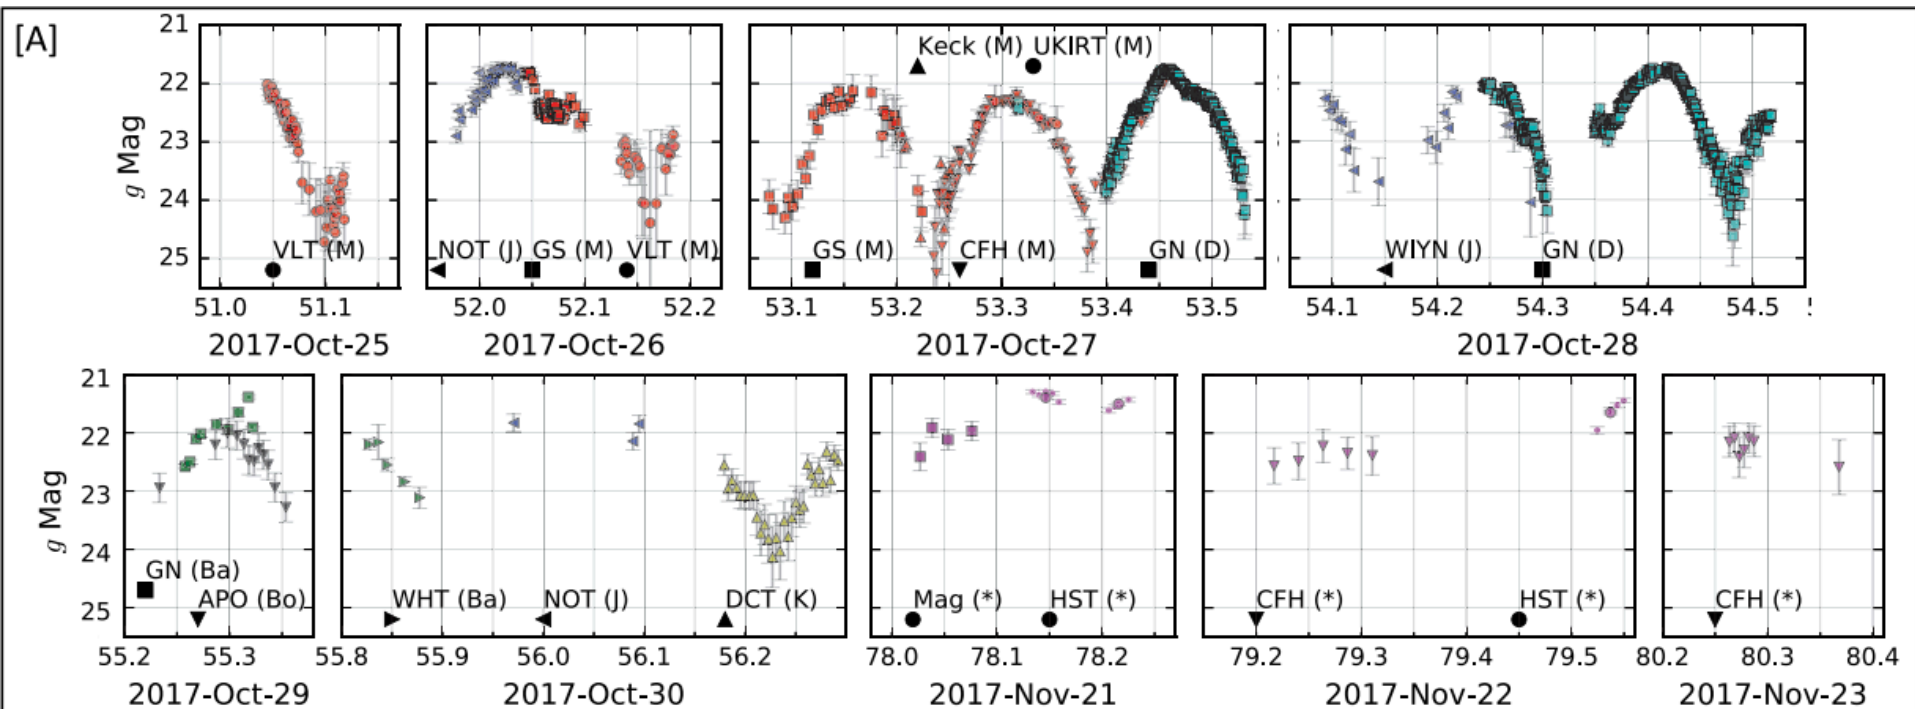 [A]
21
22
23
24
25
g Mag
VLT (M)
51.0 51.1
2017-Oct-25
NOT (J) GS (M) VLT (M)
52.0 52.1 52.2
2017-Oct-26
Keck (M) UKIRT (M)
GS (M) CFH (M) GN (D)
53.1 53.2 53.3 53.4 53.5
2017-Oct-27
WIYN (J) GN (D)
54.1 54.2 54.3 54.4 54.5
2017-Oct-28
21
22
23
24
25
g Mag
GN (Ba)
APO (Bo)
55.2 55.3
2017-Oct-29
WHT (Ba) NOT (J) DCT (K)
55.8 55.9 56.0 56.1 56.2
2017-Oct-30
Mag (*) HST (*)
78.0 78.1 78.2
2017-Nov-21
CFH (*) HST (*)
79.2 79.3 79.4 79.5
2017-Nov-22
CFH (*)
80.2 80.3 80.4
2017-Nov-23